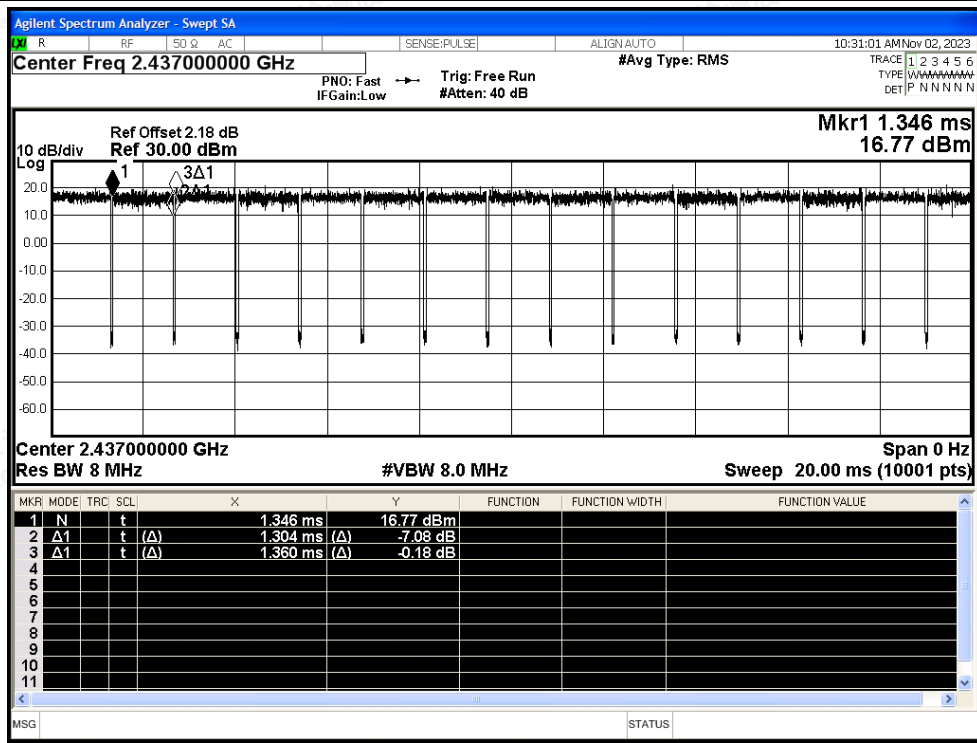 Agilent Spectrum Analyzer - Swept SA
LXI R RF 50 Ω AC SENSE:PULSE ALIGN AUTO 10:31:01 AM Nov 02, 2023
Center Freq 2.437000000 GHz #Avg Type: RMS TRACE 1 2 3 4 5 6
PNO: Fast Trig: Free Run TYPE
IFGain:Low #Atten: 40 dB DET P N N N N N
Mkr1 1.346 ms
16.77 dBm
Ref Offset 2.18 dB
10 dB/div Ref 30.00 dBm
Log
1 3Δ1
2Δ1
20.0
10.0
0.00
-10.0
-20.0
-30.0
-40.0
-50.0
-60.0
Center 2.437000000 GHz Span 0 Hz
Res BW 8 MHz #VBW 8.0 MHz Sweep 20.00 ms (10001 pts)
MKR MODE TRC SCL X Y FUNCTION FUNCTION WIDTH FUNCTION VALUE
1 N t 1.346 ms 16.77 dBm
2 Δ1 t (Δ) 1.304 ms (Δ) -7.08 dB
3 Δ1 t (Δ) 1.360 ms (Δ) -0.18 dB
4
5
6
7
8
9
10
11
MSG STATUS